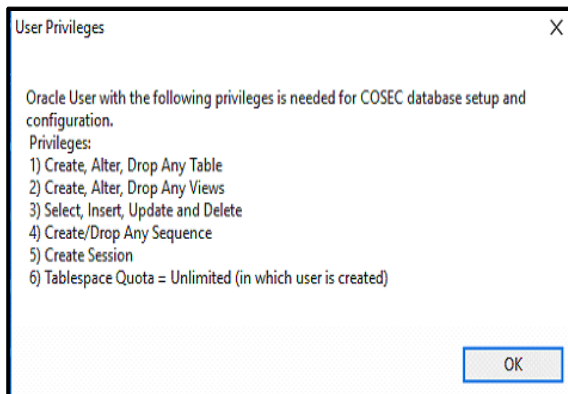 User Privileges
Oracle User with the following privileges is needed for COSEC database setup and
configuration.
Privileges:
1) Create, Alter, Drop Any Table
2) Create, Alter, Drop Any Views
3) Select, Insert, Update and Delete
4) Create/Drop Any Sequence
5) Create Session
6) Tablespace Quota = Unlimited (in which user is created)
OK